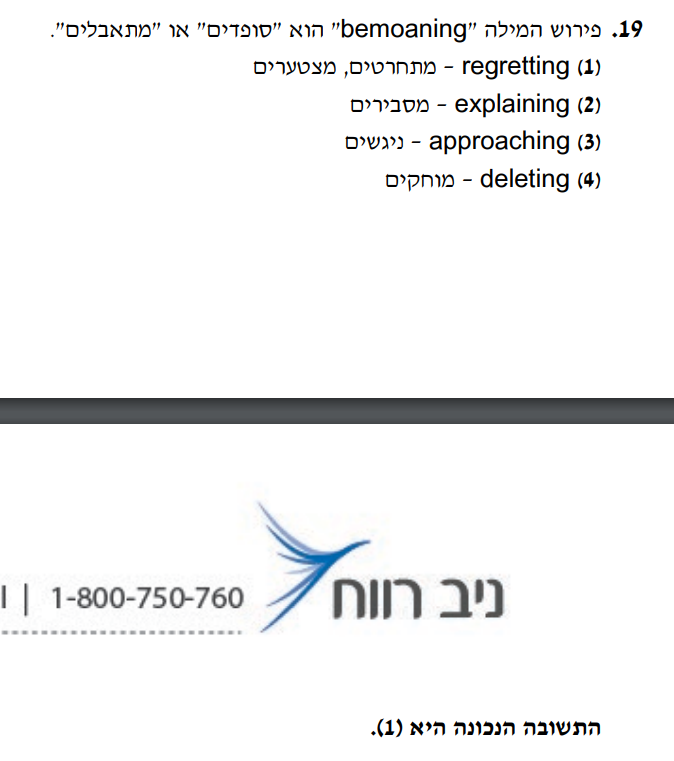 19. פירוש המילה "bemoaning" הוא "סופדים" או "מתאבלים".
(1) regretting – מתחרטים, מצטערים
(2) explaining – מסבירים
(3) approaching – ניגשים
(4) deleting – מוחקים
ניב רווח
1-800-750-760 |
התשובה הנכונה היא (1).